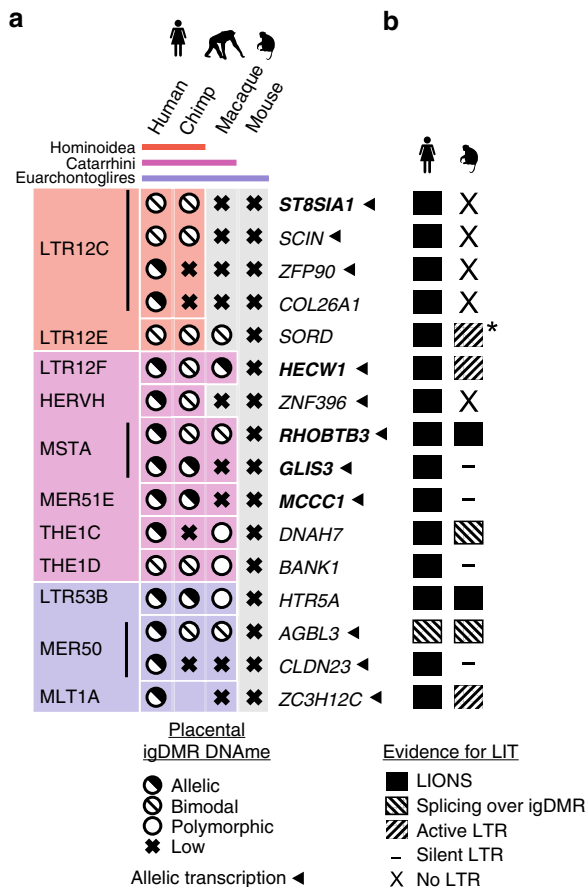 a
b
Human
Chimp
Macaque
Mouse
Hominoidea
Catarrhini
Euarchontoglires
LTR12C
ST8SIA1
SCIN
ZFP90
COL26A1
LTR12E SORD *
LTR12F HECW1
HERVH ZNF396
MSTA
RHOBTB3
GLIS3
MER51E MCCC1
THE1C DNAH7
THE1D BANK1
LTR53B HTR5A
MER50
AGBL3
CLDN23
MLT1A ZC3H12C
Placental
igDMR DNAme
Allelic
Bimodal
Polymorphic
Low
Allelic transcription
Evidence for LIT
LIONS
Splicing over igDMR
Active LTR
Silent LTR
No LTR